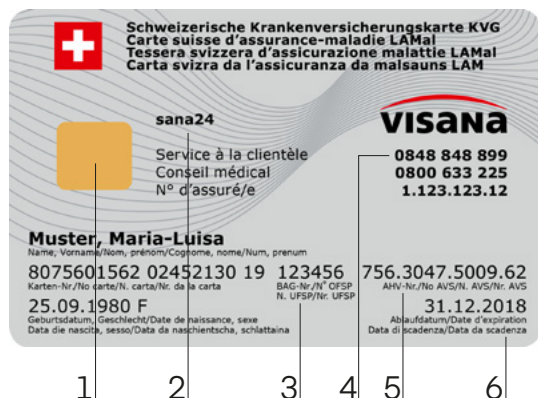 Schweizerische Krankenversicherungskarte KVG
Carte suisse d'assurance-maladie LAMal
Tessera svizzera d'assicurazione malattie LAMal
Carta svizra da l'assicuranza da malsauns LAM
sana24
visana
Service à la clientèle 0848 848 899
Conseil médical 0800 633 225
N° d'assuré/e 1.123.123.12
Muster, Maria-Luisa
Name, Vorname/Nom, prénom/Cognome, nome/Num, prenum
80756015620 02452130 19 123456 756.3047.5009.62
Karten-Nr./No carte/N. carta/Nr. da la carta BAG-Nr./N° OFSP AHV-Nr./No AVS/N. AVS/Nr. AVS
N. UFSP/Nr. UFSP
25.09.1980 F 31.12.2018
Geburtsdatum, Geschlecht/Date de naissance, sexe Ablaufdatum/Date d'expiration
Data die nascita, sesso/Data da naschientscha, schlattaina Data di scadenza/Data da scadenza
1 2 3 4 5 6